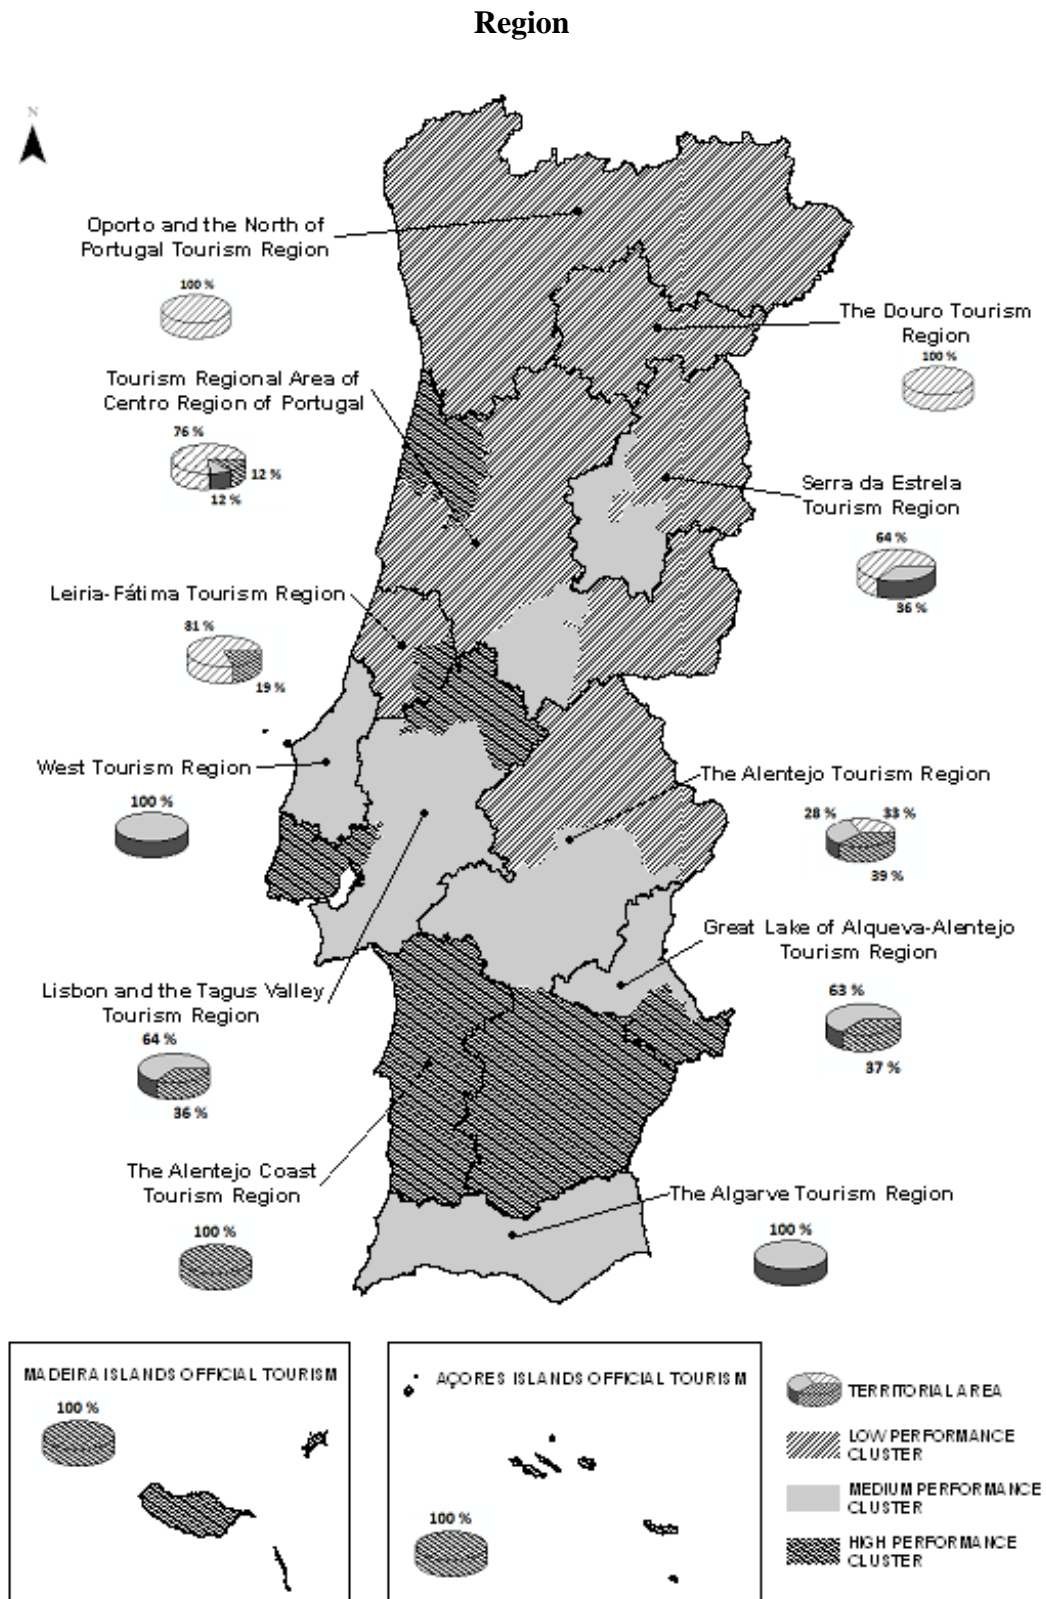 Region
N
Oporto and the North of
Portugal Tourism Region
100 %
The Douro Tourism
Region
100 %
Tourism Regional Area of
Centro Region of Portugal
76 %
12 %
12 %
Serra da Estrela
Tourism Region
64 %
36 %
Leiria-Fátima Tourism Region
81 %
19 %
West Tourism Region
100 %
The Alentejo Tourism Region
28 %
33 %
39 %
Great Lake of Alqueva-Alentejo
Tourism Region
63 %
37 %
Lisbon and the Tagus Valley
Tourism Region
64 %
36 %
The Alentejo Coast
Tourism Region
100 %
The Algarve Tourism Region
100 %
MADEIRA ISLANDS OFFICIAL TOURISM
100 %
AÇORES ISLANDS OFFICIAL TOURISM
100 %
TERRITORIAL AREA
LOW PERFORMANCE
CLUSTER
MEDIUM PERFORMANCE
CLUSTER
HIGH PERFORMANCE
CLUSTER